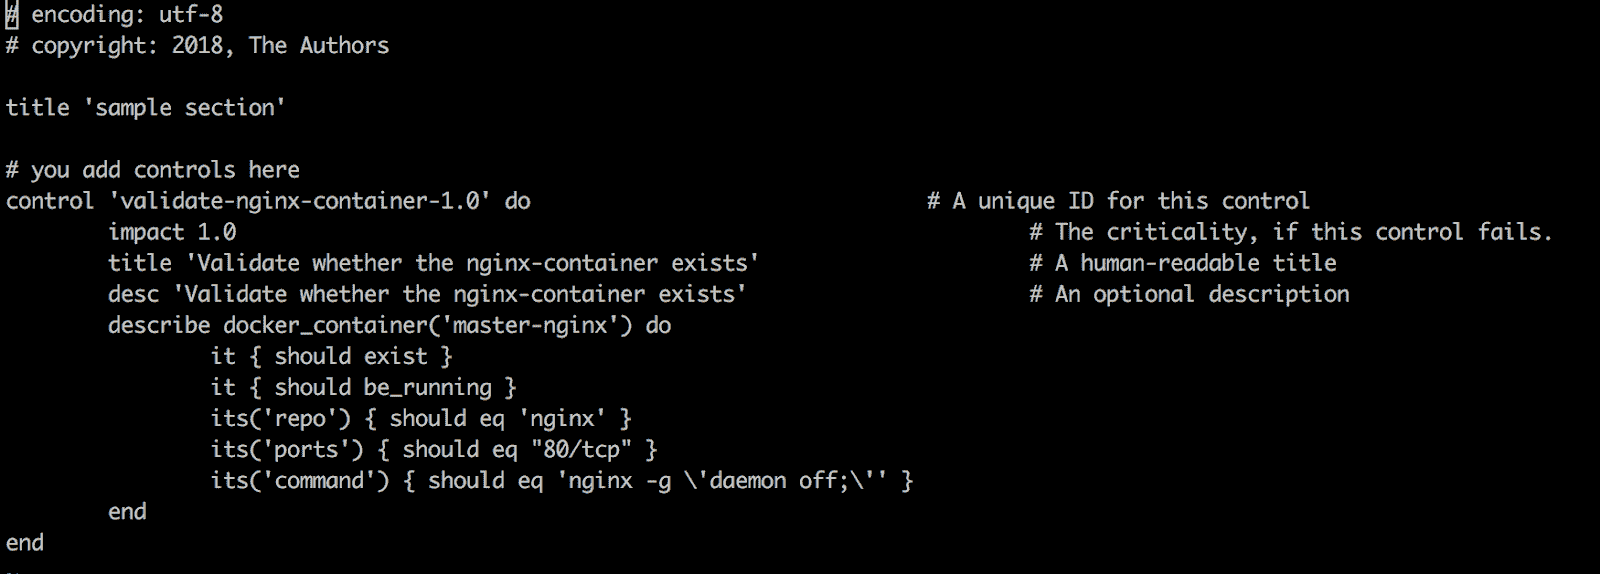 # encoding: utf-8
# copyright: 2018, The Authors

title 'sample section'

# you add controls here
control 'validate-nginx-container-1.0' do                               # A unique ID for this control
        impact 1.0                                                              # The criticality, if this control fails.
        title 'Validate whether the nginx-container exists'                     # A human-readable title
        desc 'Validate whether the nginx-container exists'                      # An optional description
        describe docker_container('master-nginx') do
                it { should exist }
                it { should be_running }
                its('repo') { should eq 'nginx' }
                its('ports') { should eq "80/tcp" }
                its('command') { should eq 'nginx -g \'daemon off;\'' }
        end
end